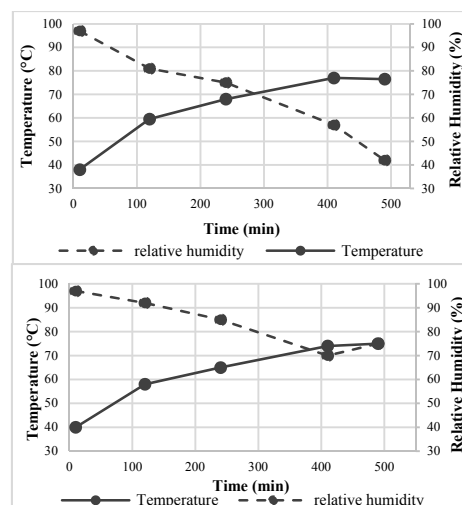 100 100
90 90
80 80
70 70
60 60
50 50
40 40
30 30
0 100 200 300 400 500
Temperature (°C)
Relative Humidity (%)
Time (min)
relative humidity Temperature
100 100
90 90
80 80
70 70
60 60
50 50
40 40
30 30
0 100 200 300 400 500
Temperature (°C)
Relative Humidity (%)
Time (min)
Temperature relative humidity